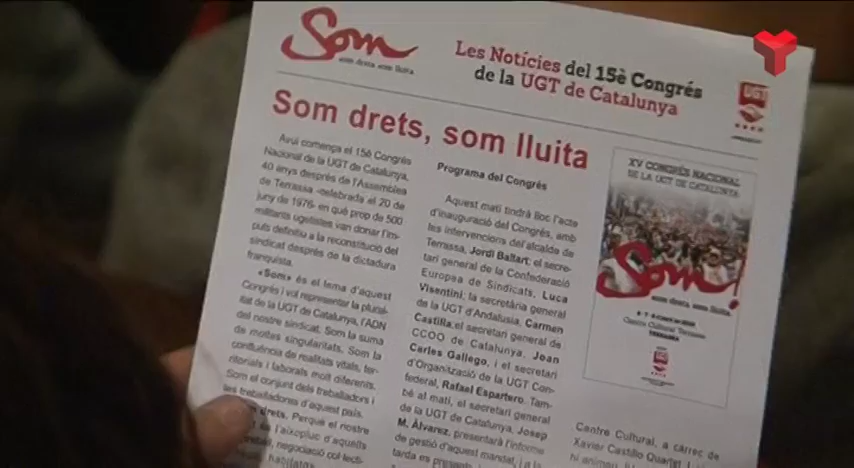 Som
som drets som lluita
Les Notícies del 15è Congrés
de la UGT de Catalunya
UGT
Som drets, som lluita
Avui comença el 15è Congrés
Nacional de la UGT de Catalunya,
40 anys després de l'Assemblea
de Terrassa -celebrada el 20 de
juny de 1976- en què prop de 500
militants ugetistes van donar l'im-
puls definitiu a la reconstitució del
sindicat després de la dictadura
franquista.
«Som» és el lema d'aquest
Congrés i vol representar la plural-
itat de la UGT de Catalunya, l'ADN
del nostre sindicat. Som la suma
de moltes singularitats. Som la
confluència de realitats vitals, ter-
ritorials i laborals molt diferents.
Som el conjunt dels treballadors i
les treballadores d'aquest país.
drets. Perquè el nostre
és l'aixopluc d'aquells
negociació col·lecti-
Programa del Congrés
Aquest matí tindrà lloc l'acte
d'inauguració del Congrés, amb
les intervencions del alcalde de
Terrassa, Jordi Ballart; el secre-
tari general de la Confederació
Europea de Sindicats, Luca
Visentini; la secretària general
de la UGT d'Andalusia, Carmen
Castilla; el secretari general de
CCOO de Catalunya, Joan
Carles Gallego, i el secretari
d'Organització de la UGT Con-
federal, Rafael Espartero. Tam-
bé al matí, el secretari general
de la UGT de Catalunya, Josep
M. Álvarez, presentarà l'informe
de gestió d'aquest mandat, i a la
tarda es
XV CONGRÉS NACIONAL
DE LA UGT DE CATALUNYA
Som!
som drets som lluita.
Centre Cultural Terrassa
TERRASSA
Centre Cultural, a càrrec de
Xavier Castillo